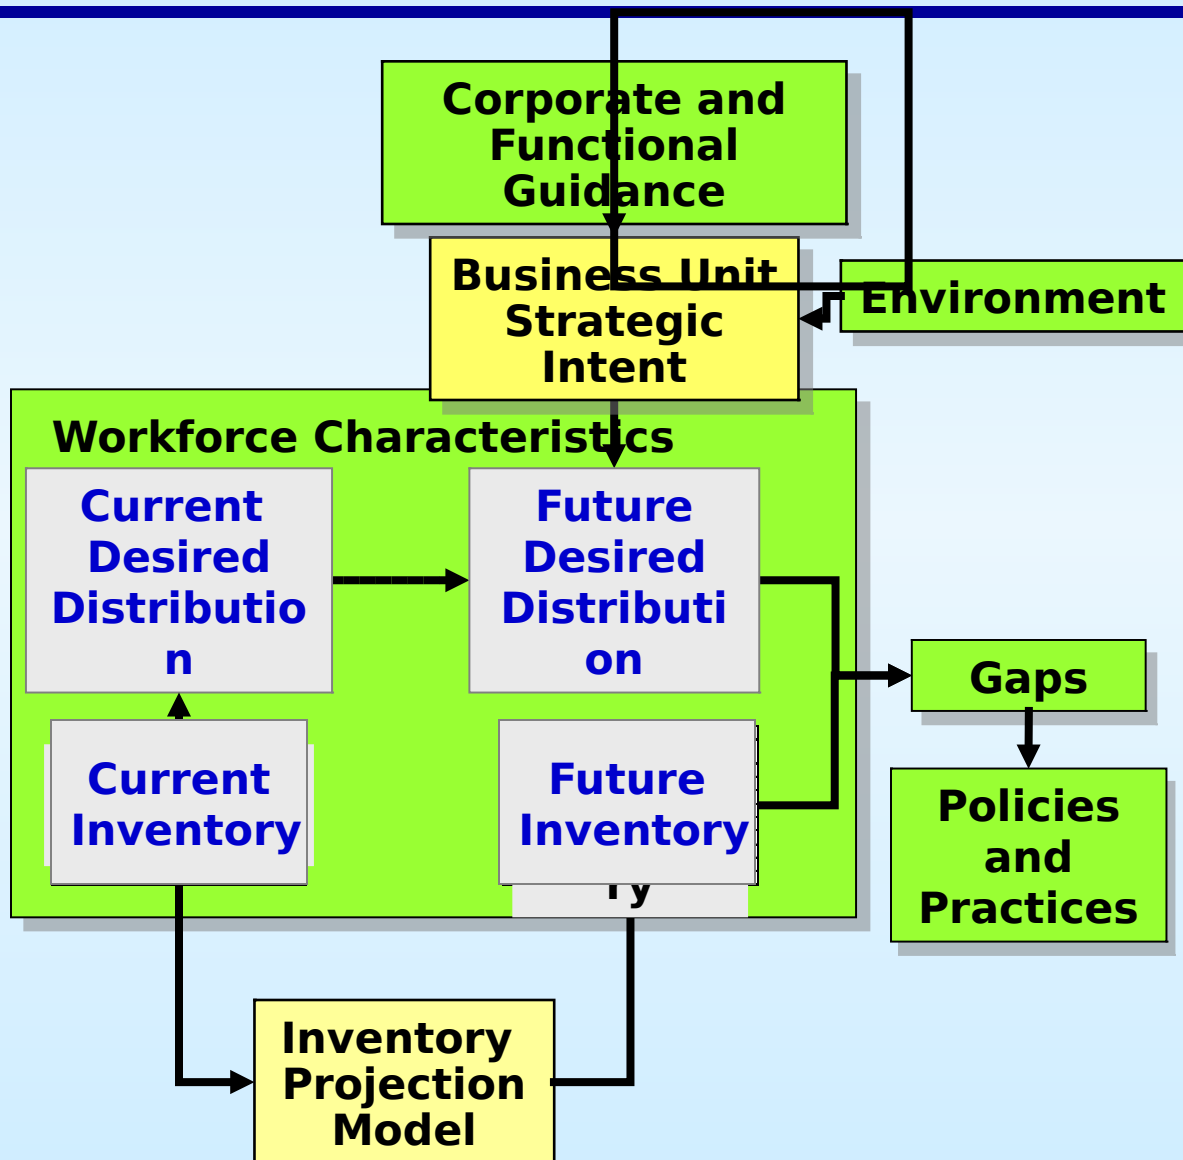 Corporate and
Functional
Guidance
Business Unit
Strategic
Intent
Environment
Workforce Characteristics
Current
Desired
Distributio
n
Future
Desired
Distributi
on
Gaps
Current
Inventory
Future
Inventory
ry
Policies
and
Practices
Inventory
Projection
Model